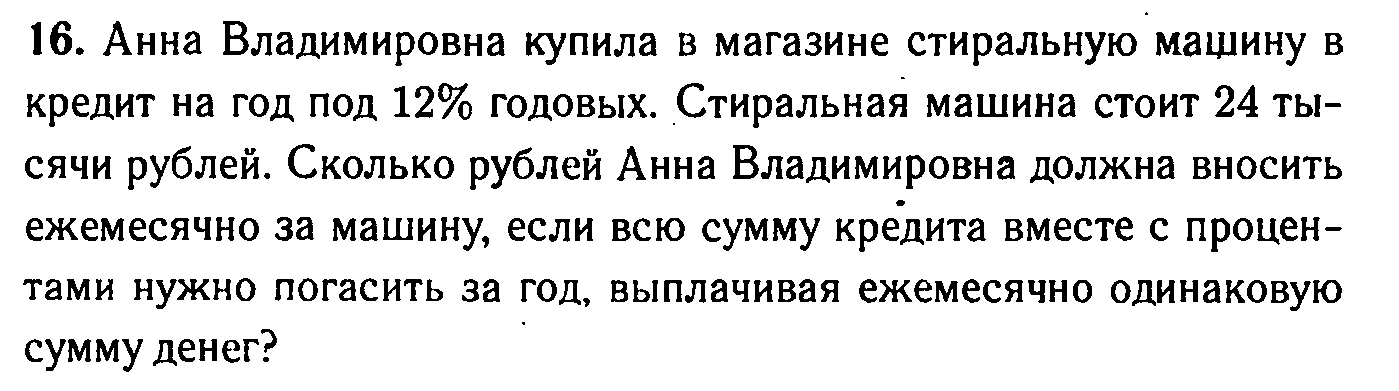 16. Анна Владимировна купила в магазине стиральную машину в
кредит на год под 12% годовых. Стиральная машина стоит 24 ты-
сячи рублей. Сколько рублей Анна Владимировна должна вносить
ежемесячно за машину, если всю сумму кредита вместе с процен-
тами нужно погасить за год, выплачивая ежемесячно одинаковую
сумму денег?